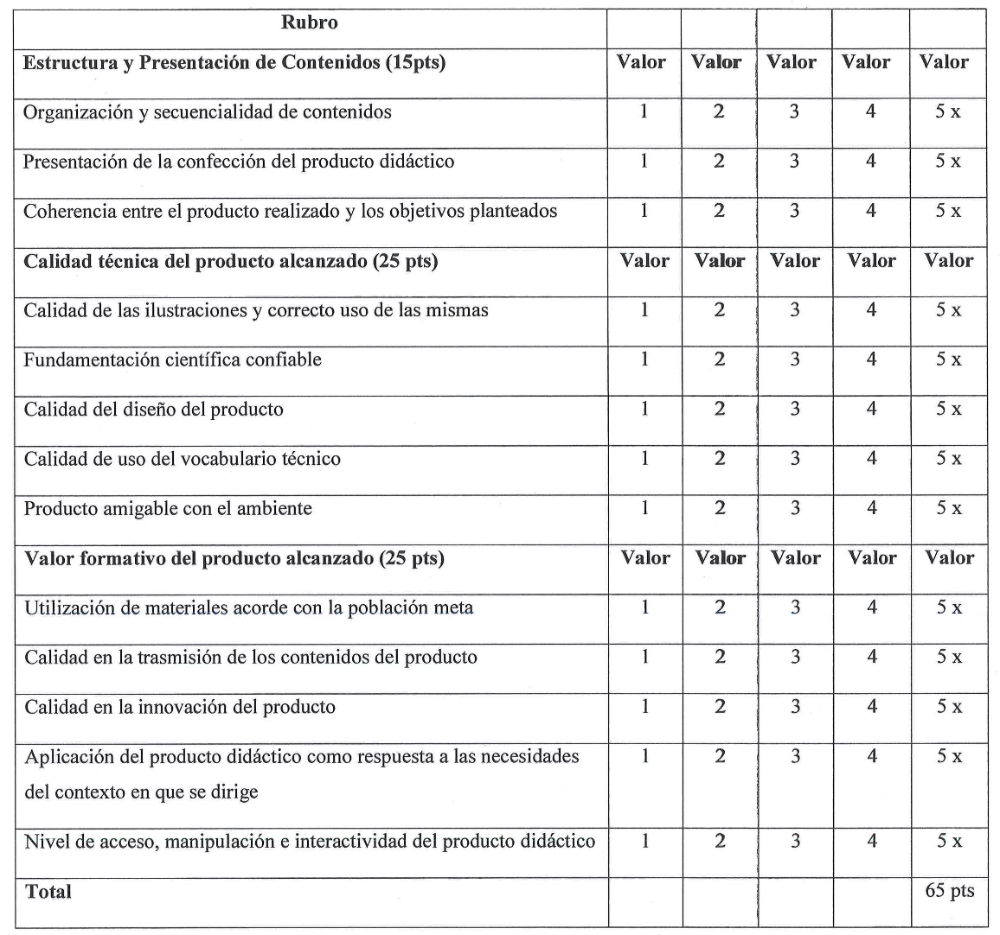 Rubro
Estructura y Presentación de Contenidos (15pts) Valor Valor Valor Valor Valor
Organización y secuencialidad de contenidos 1 2 3 4 5 x
Presentación de la confección del producto didáctico 1 2 3 4 5 x
Coherencia entre el producto realizado y los objetivos planteados 1 2 3 4 5 x
Calidad técnica del producto alcanzado (25 pts) Valor Valor Valor Valor Valor
Calidad de las ilustraciones y correcto uso de las mismas 1 2 3 4 5 x
Fundamentación científica confiable 1 2 3 4 5 x
Calidad del diseño del producto 1 2 3 4 5 x
Calidad de uso del vocabulario técnico 1 2 3 4 5 x
Producto amigable con el ambiente 1 2 3 4 5 x
Valor formativo del producto alcanzado (25 pts) Valor Valor Valor Valor Valor
Utilización de materiales acorde con la población meta 1 2 3 4 5 x
Calidad en la trasmisión de los contenidos del producto 1 2 3 4 5 x
Calidad en la innovación del producto 1 2 3 4 5 x
Aplicación del producto didáctico como respuesta a las necesidades 1 2 3 4 5 x
del contexto en que se dirige
Nivel de acceso, manipulación e interactividad del producto didáctico 1 2 3 4 5 x
Total 65 pts